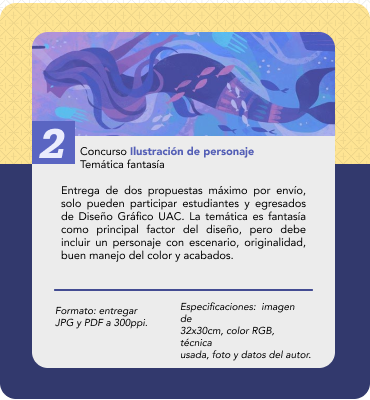 2
Concurso Ilustración de personaje
Temática fantasía
Entrega de dos propuestas máximo por envío,
solo pueden participar estudiantes y egresados
de Diseño Gráfico UAC. La temática es fantasía
como principal factor del diseño, pero debe
incluir un personaje con escenario, originalidad,
buen manejo del color y acabados.
Formato: entregar
JPG y PDF a 300ppi.
Especificaciones: imagen
de
32x30cm, color RGB,
técnica
usada, foto y datos del autor.